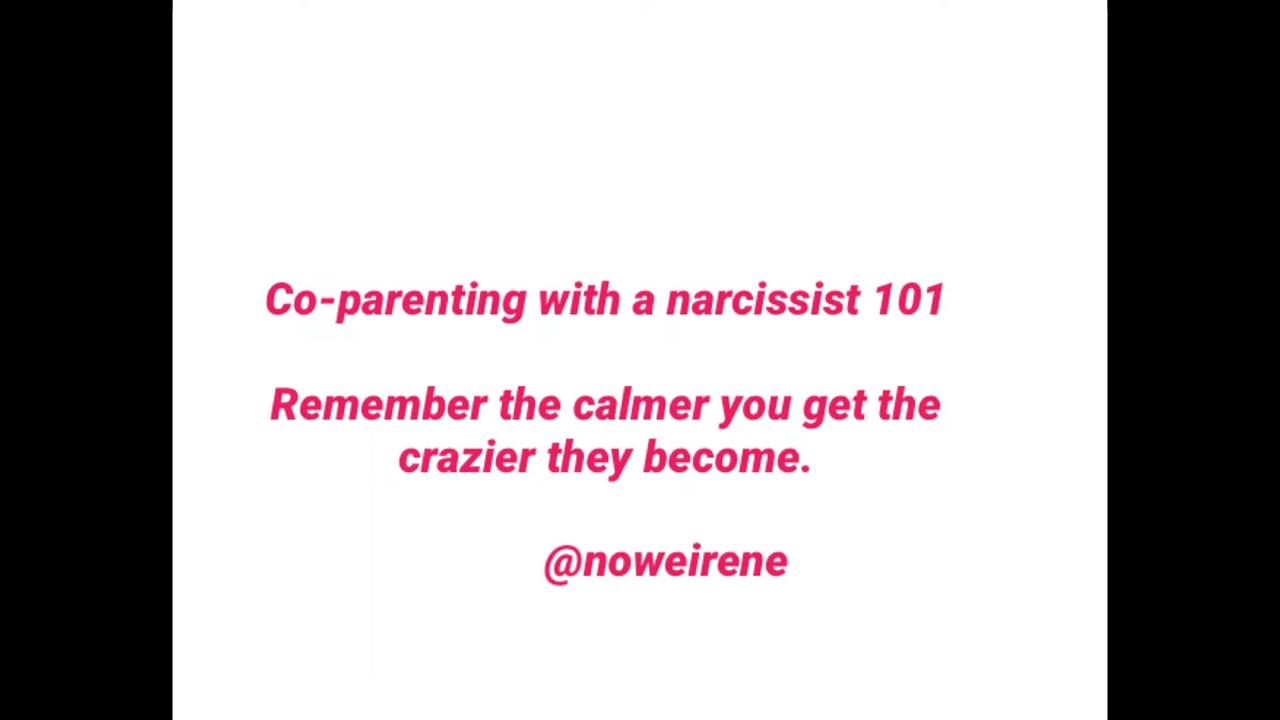 Co-parenting with a narcissist 101
Remember the calmer you get the
crazier they become.
@noweirene